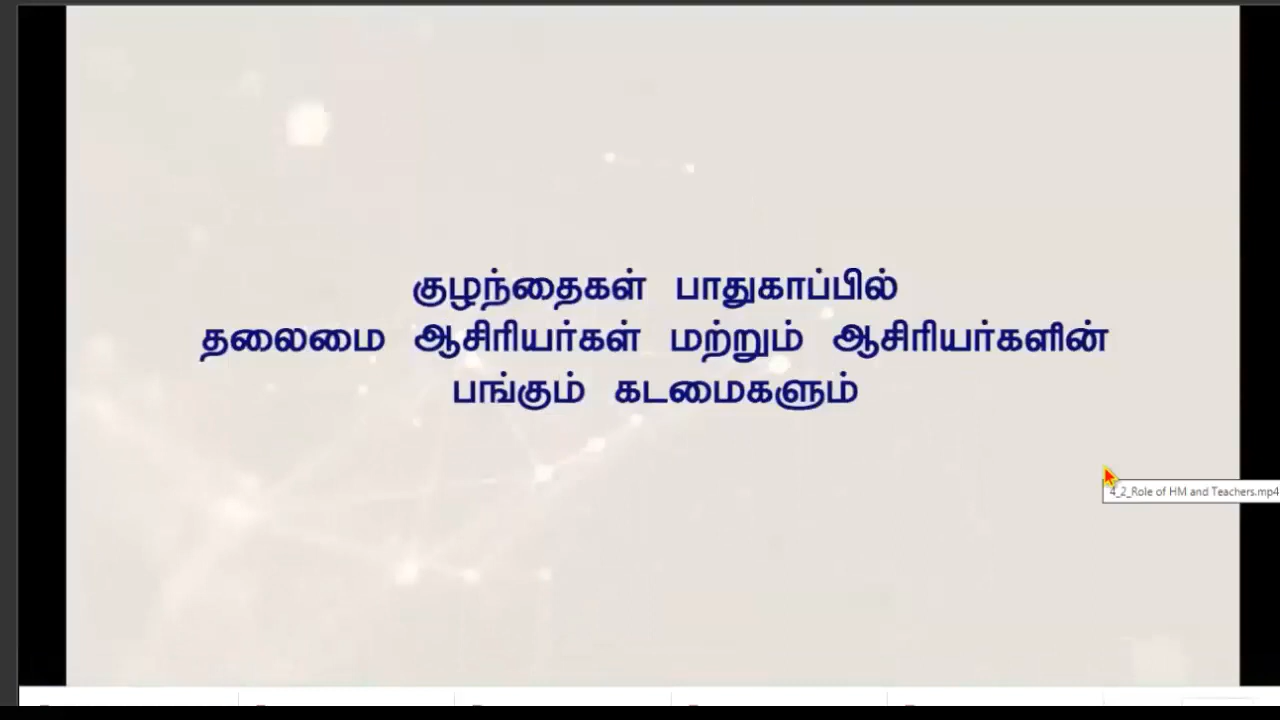 குழந்தைகள் பாதுகாப்பில்
தலைமை ஆசிரியர்கள் மற்றும் ஆசிரியர்களின்
பங்கும் கடமைகளும்
4_2_Role of HM and Teachers.mp4